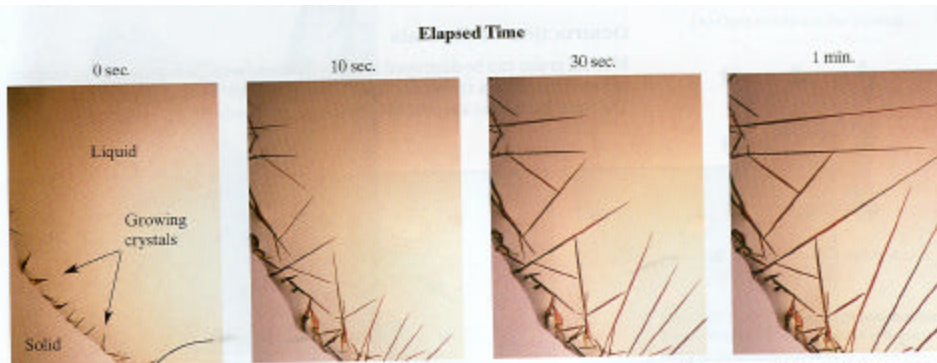 Elapsed Time
0 sec.
10 sec.
30 sec.
1 min.
Liquid
Growing
crystals
Solid